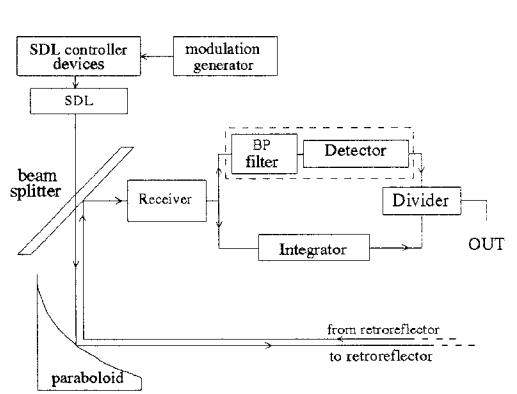 SDL controller
devices
modulation
generator
SDL
beam
splitter
Receiver
BP
filter
Detector
Divider
Integrator
OUT
from retroreflector
to retroreflector
paraboloid